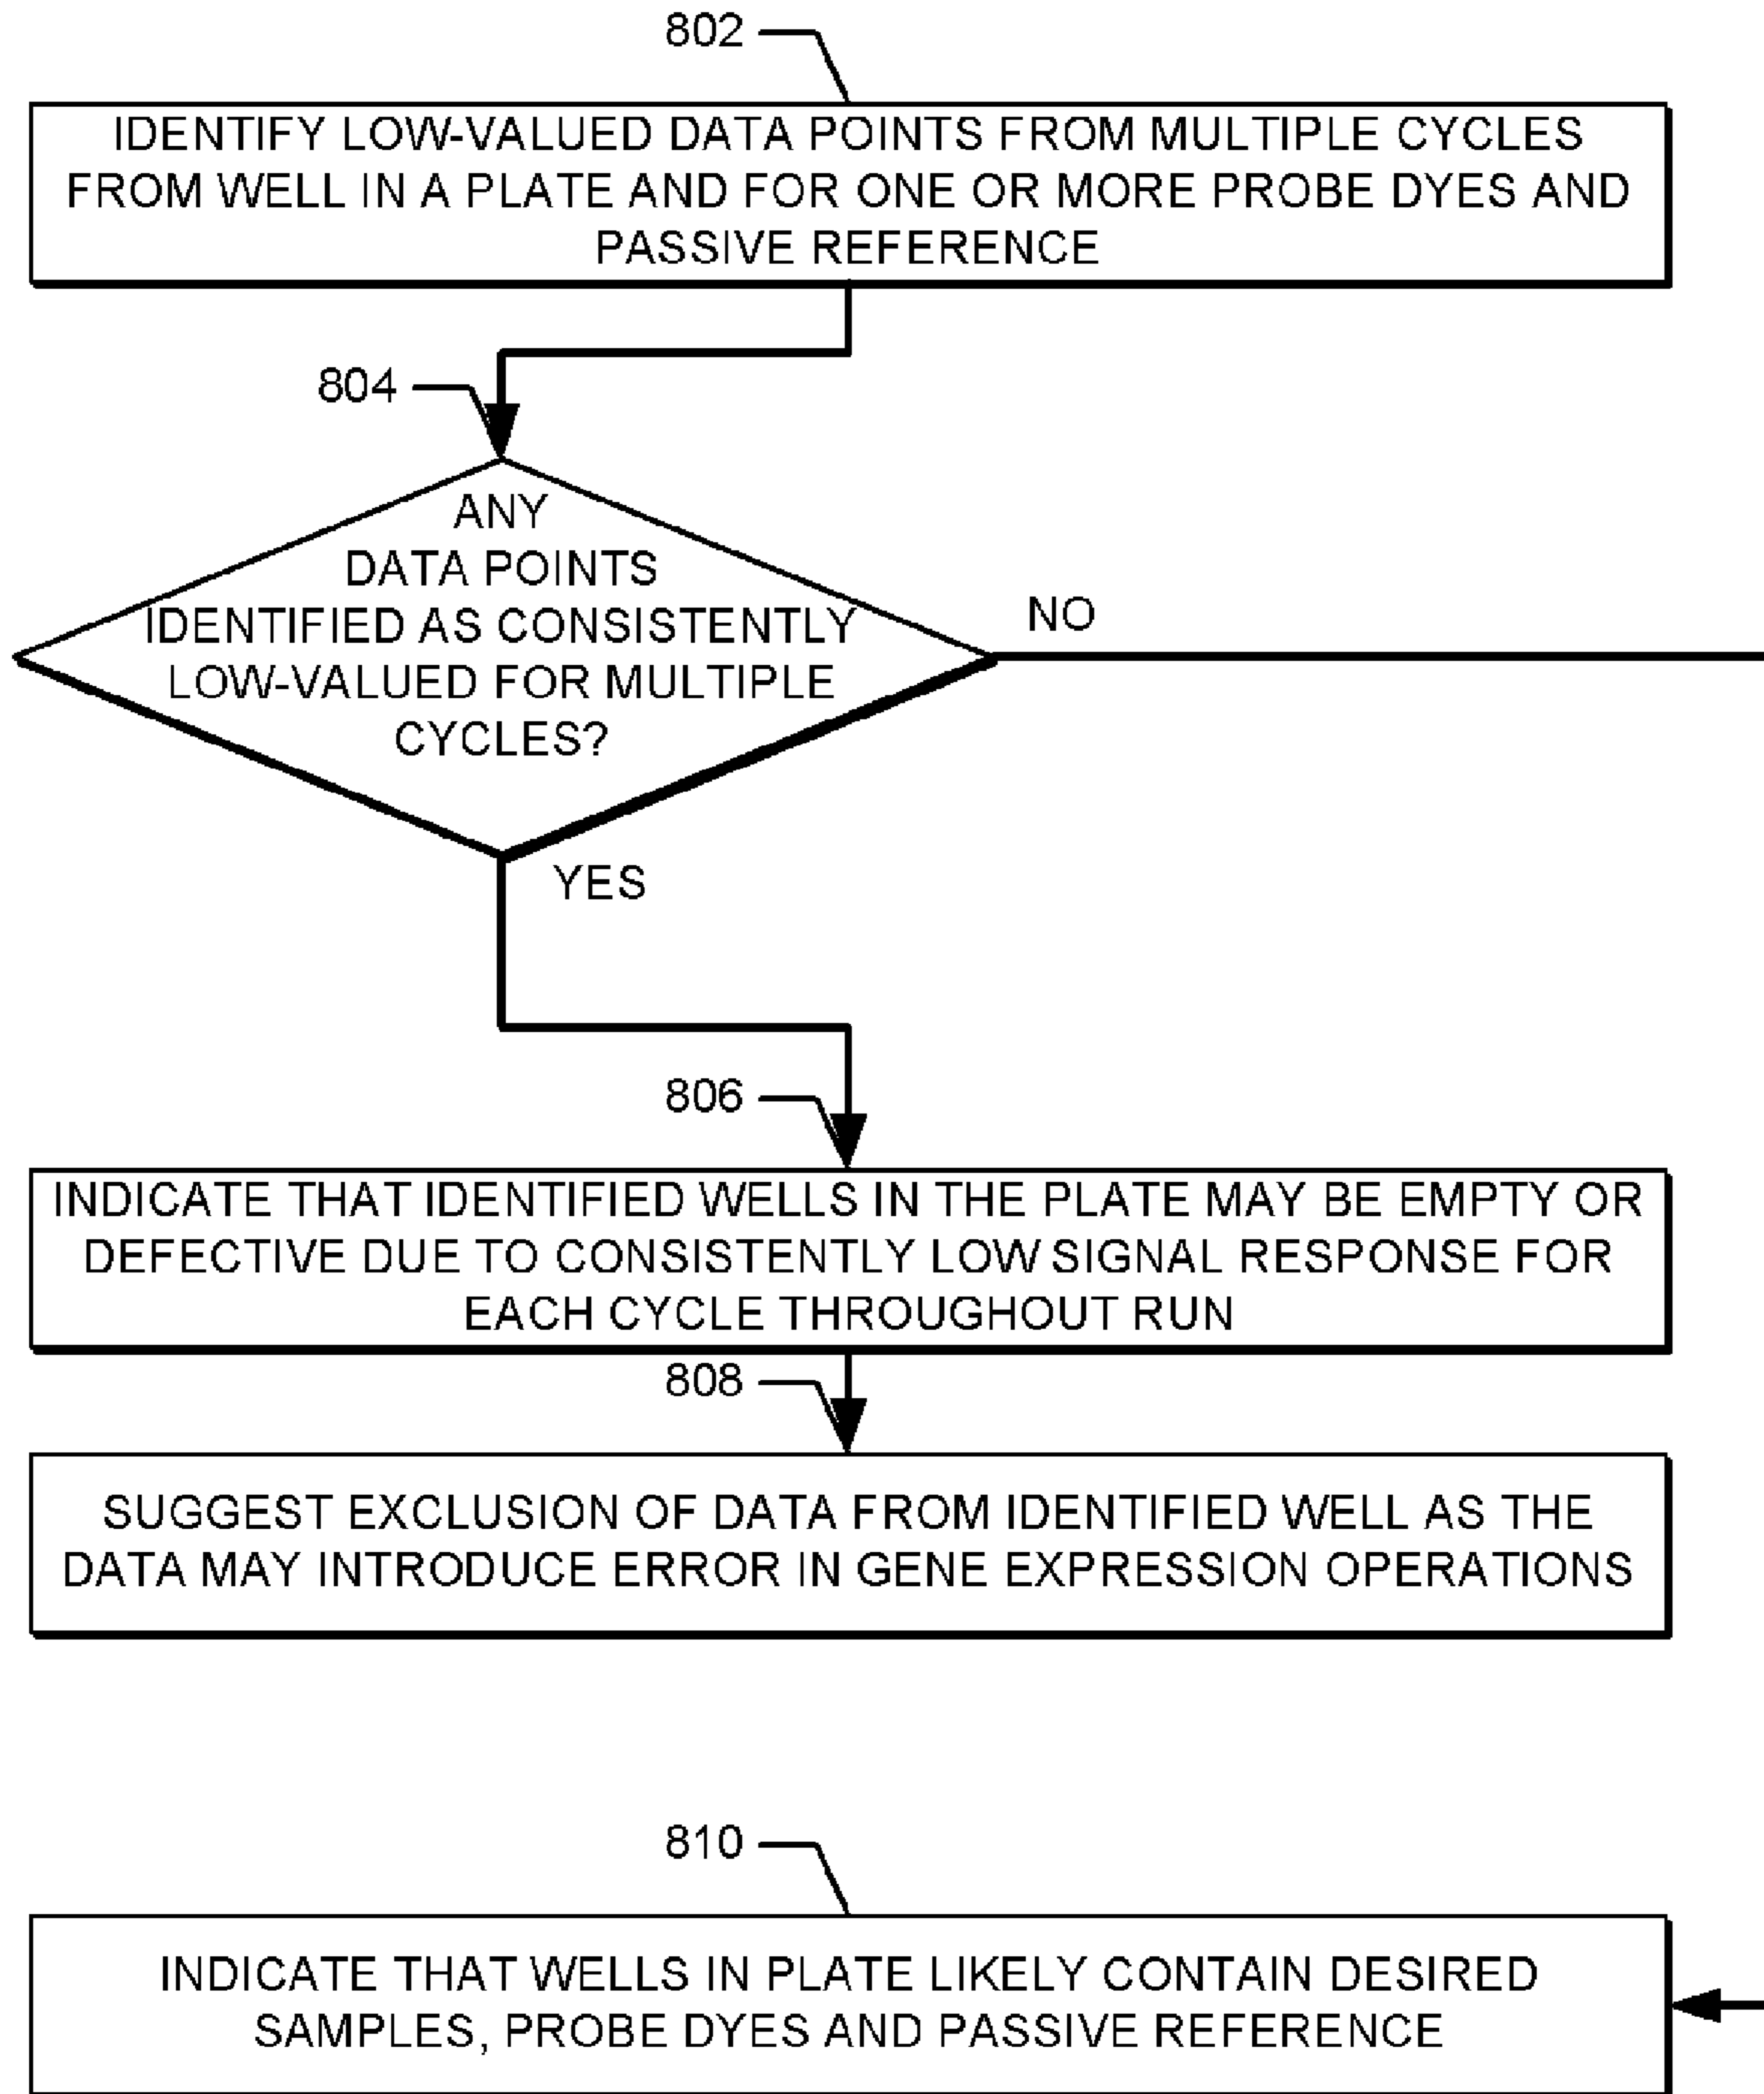 802
IDENTIFY LOW-VALUED DATA POINTS FROM MULTIPLE CYCLES
FROM WELL IN A PLATE AND FOR ONE OR MORE PROBE DYES AND
PASSIVE REFERENCE
804
ANY
DATA POINTS
IDENTIFIED AS CONSISTENTLY
LOW-VALUED FOR MULTIPLE
CYCLES?
NO
YES
806
INDICATE THAT IDENTIFIED WELLS IN THE PLATE MAY BE EMPTY OR
DEFECTIVE DUE TO CONSISTENTLY LOW SIGNAL RESPONSE FOR
EACH CYCLE THROUGHOUT RUN
808
SUGGEST EXCLUSION OF DATA FROM IDENTIFIED WELL AS THE
DATA MAY INTRODUCE ERROR IN GENE EXPRESSION OPERATIONS
810
INDICATE THAT WELLS IN PLATE LIKELY CONTAIN DESIRED
SAMPLES, PROBE DYES AND PASSIVE REFERENCE